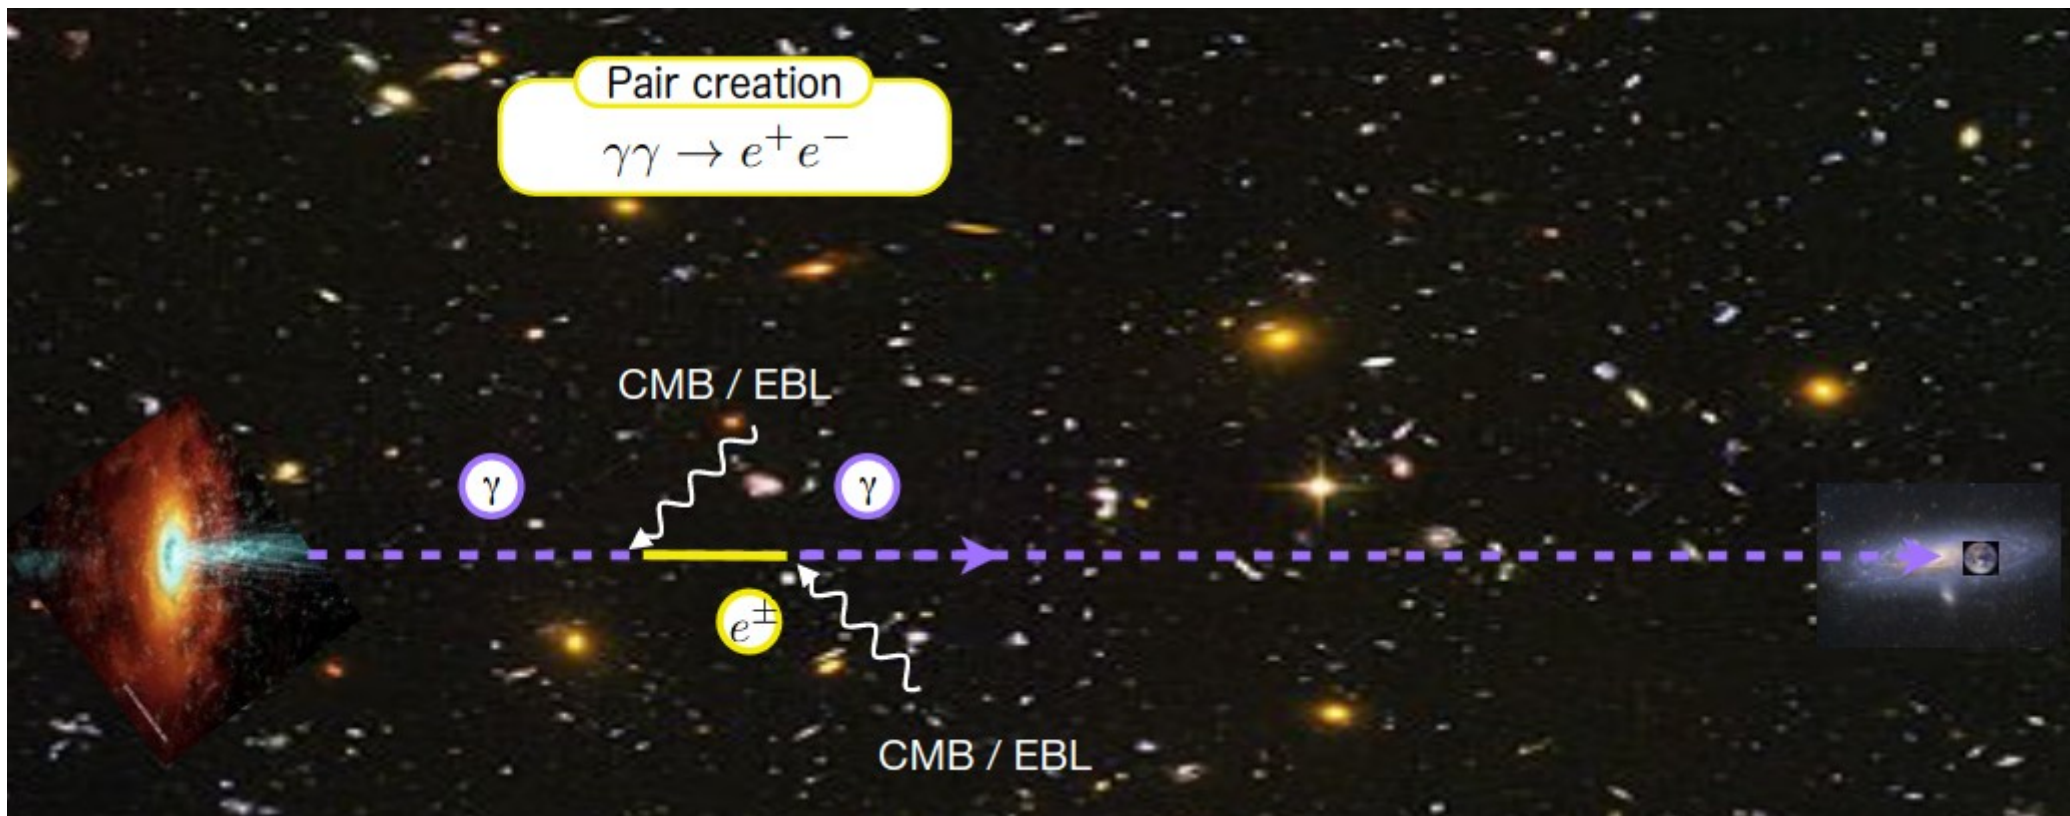 Pair creation
γγ → e⁺e⁻
CMB / EBL
γ
γ
e±
CMB / EBL